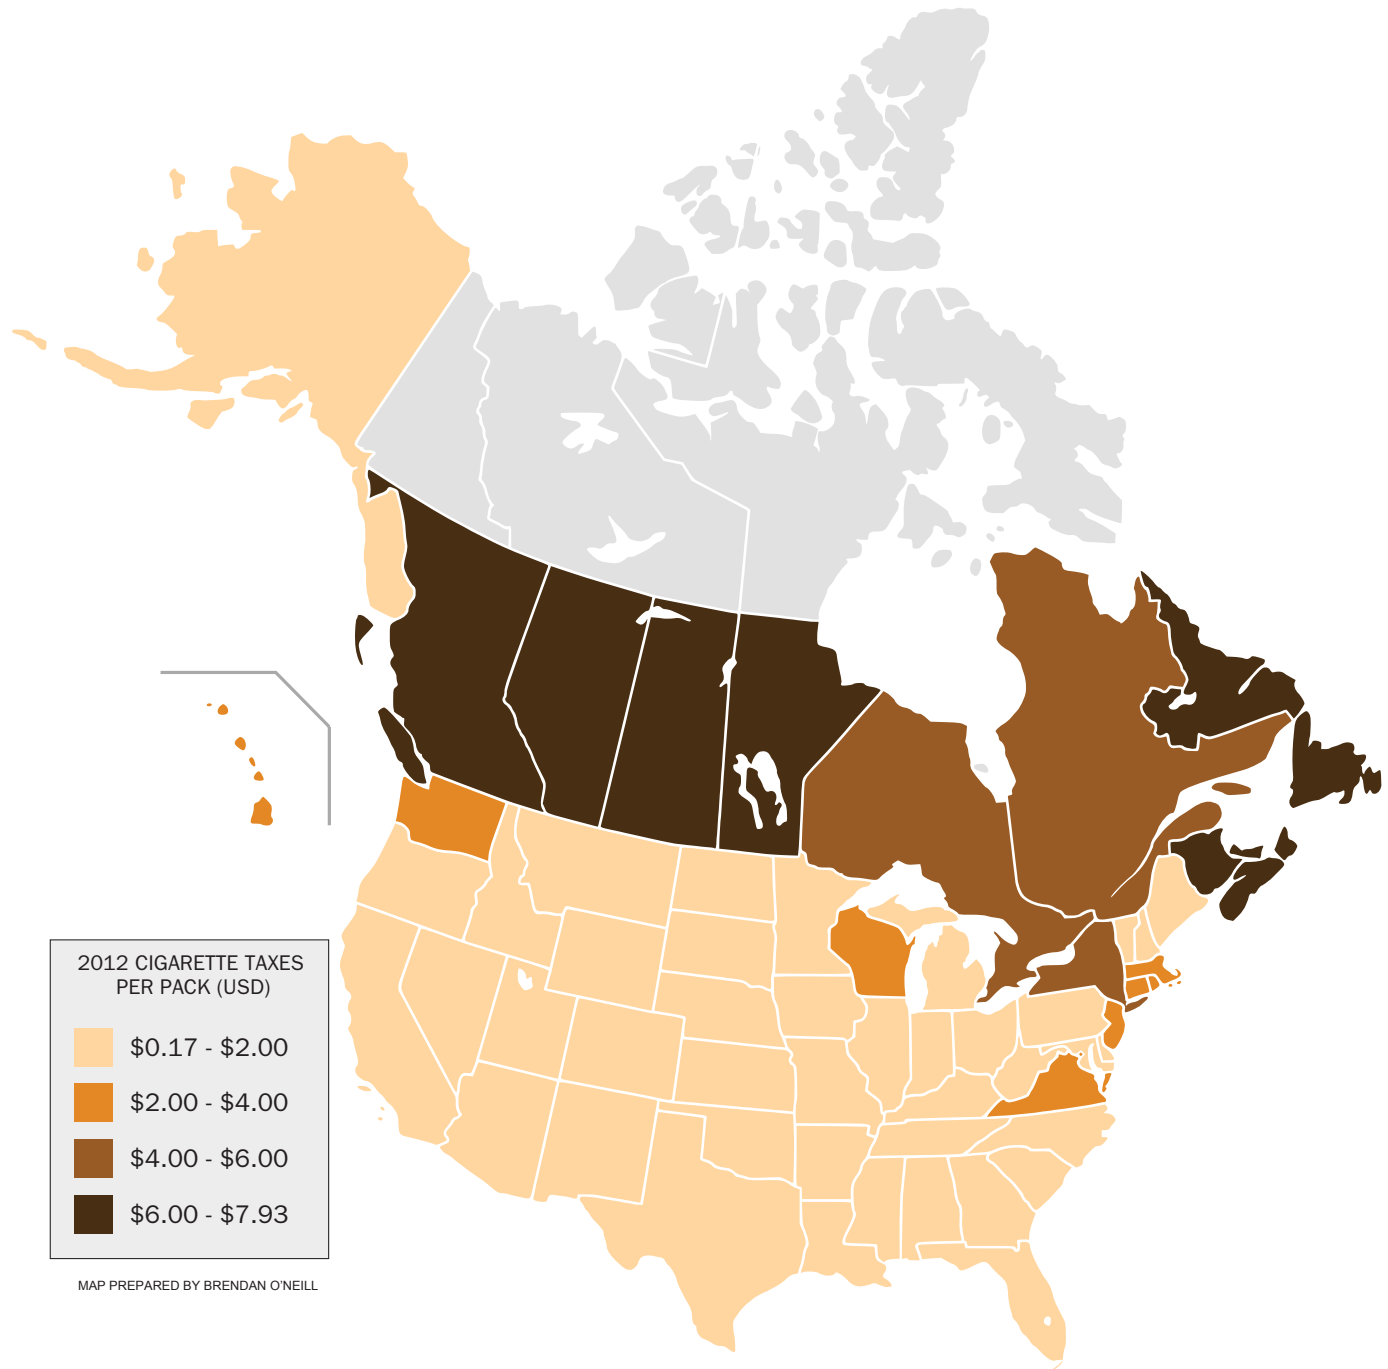 2012 CIGARETTE TAXES
PER PACK (USD)
$0.17 - $2.00
$2.00 - $4.00
$4.00 - $6.00
$6.00 - $7.93
MAP PREPARED BY BRENDAN O'NEILL